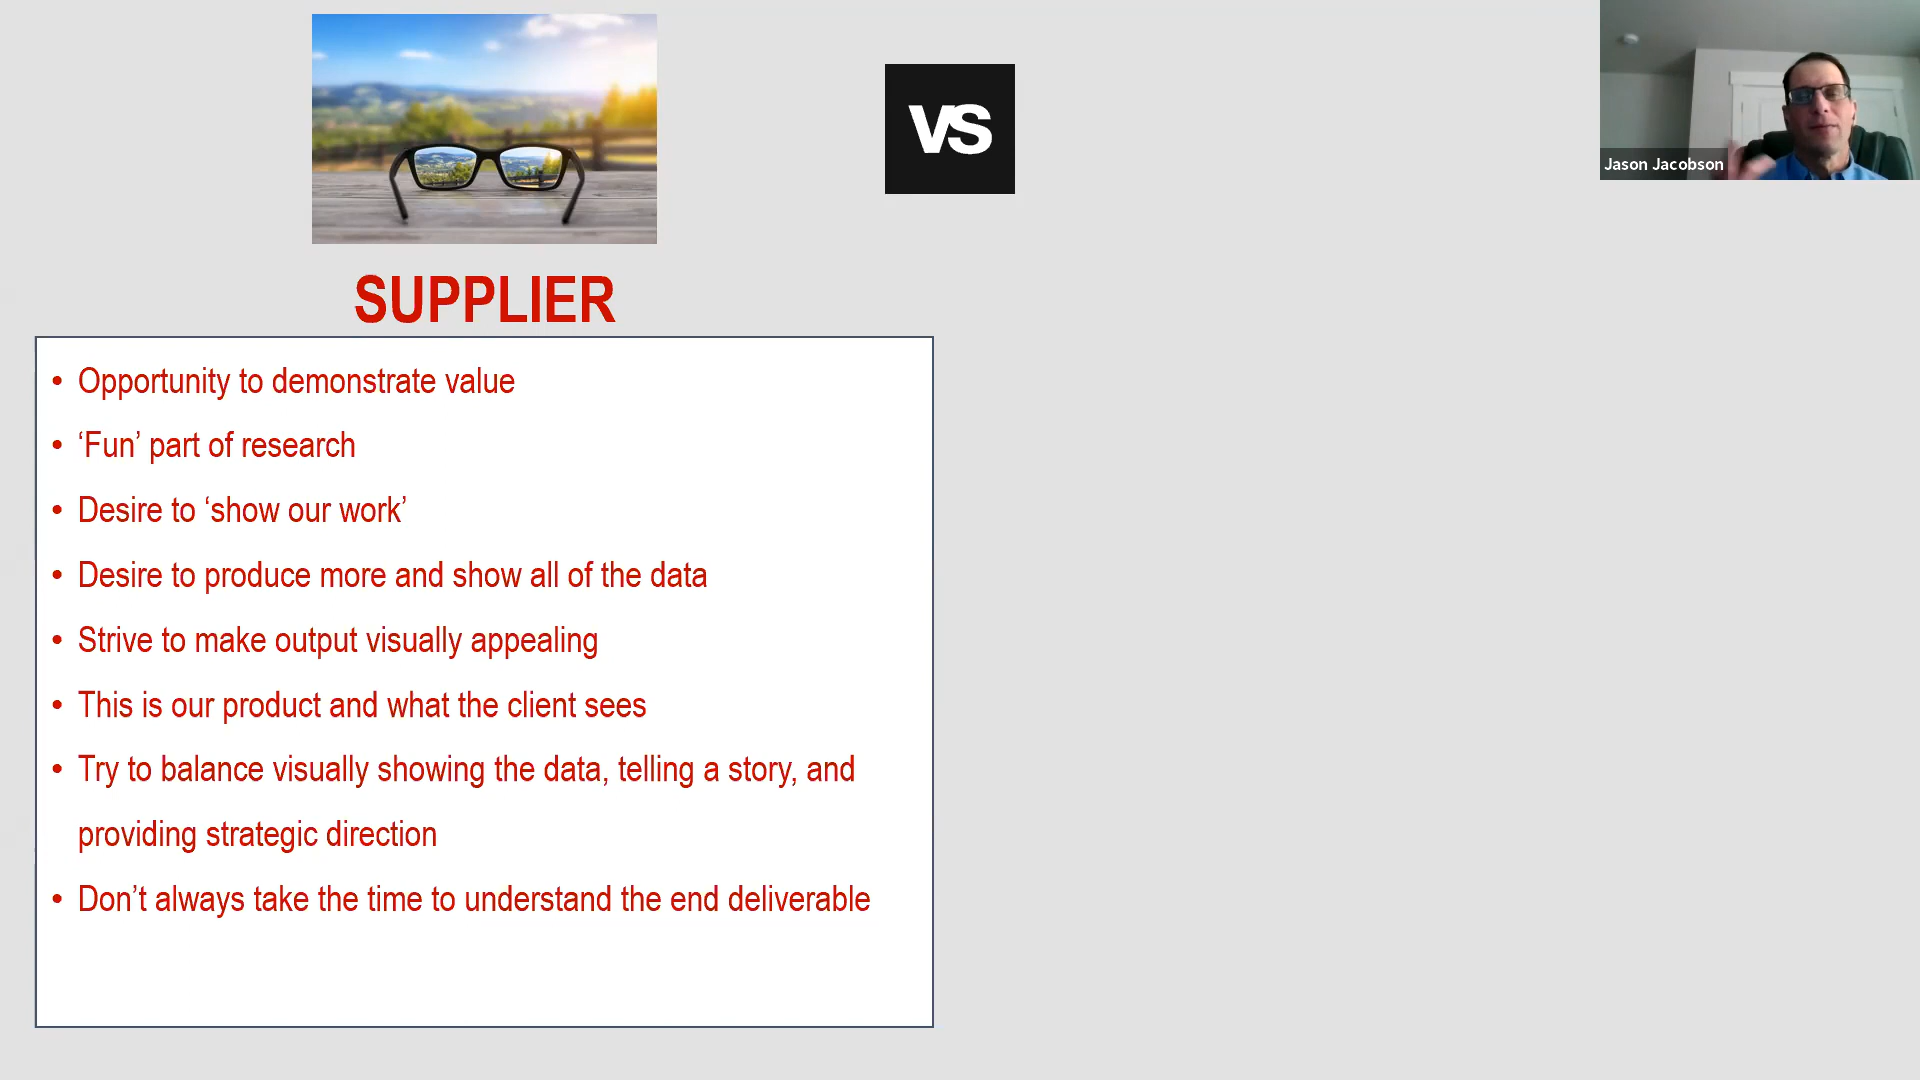 VS
Jason Jacobson
SUPPLIER
• Opportunity to demonstrate value
• ‘Fun’ part of research
• Desire to ‘show our work’
• Desire to produce more and show all of the data
• Strive to make output visually appealing
• This is our product and what the client sees
• Try to balance visually showing the data, telling a story, and
providing strategic direction
• Don’t always take the time to understand the end deliverable